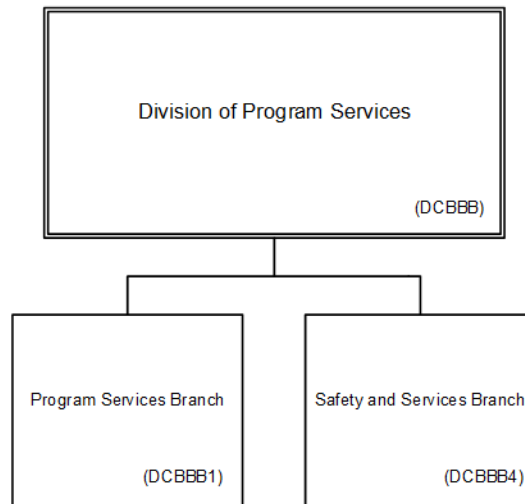 Division of Program Services
(DCBBB)
Program Services Branch
(DCBBB1)
Safety and Services Branch
(DCBBB4)